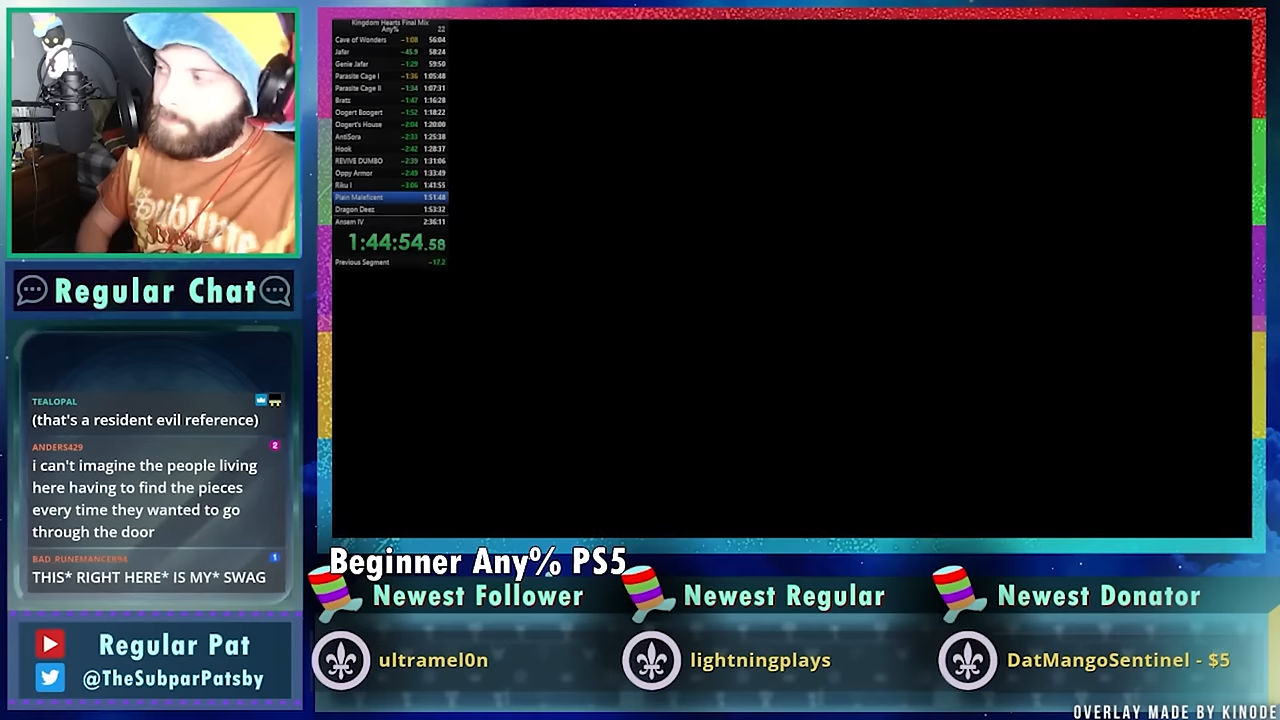 Kingdom Hearts Final Mix
Any% 22
Cave of Wonders -1:08 56:04
Jafar -45.9 58:24
Genie Jafar -1:29 59:50
Parasite Cage I -1:36 1:05:48
Parasite Cage II -1:34 1:07:31
Bratz -1:47 1:16:28
Oogert Boogert -1:52 1:18:22
Oogert's House -2:04 1:20:00
AntiSora -2:33 1:25:38
Hook -2:42 1:28:37
REVIVE DUMBO -2:39 1:31:06
Oppy Armor -2:49 1:33:49
Riku I -3:06 1:41:55
Plain Maleficent 1:51:48
Dragon Deez 1:53:32
Ansem IV 2:36:11
1:44:54.58
Previous Segment -17.2
Sublime
Regular Chat
TEALOPAL
(that's a resident evil reference)
ANDERS429 2
i can't imagine the people living
here having to find the pieces
every time they wanted to go
through the door
BAD_RUNEMANCER98 1
THIS* RIGHT HERE* IS MY* SWAG
Regular Pat
@TheSubparPatsby
Beginner Any% PS5
Newest Follower
ultramel0n
Newest Regular
lightningplays
Newest Donator
DatMangoSentinel - $5
OVERLAY MADE BY KINODE